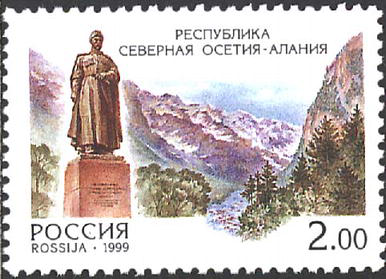 РЕСПУБЛИКА
СЕВЕРНАЯ ОСЕТИЯ-АЛАНИЯ
РОССИЯ
ROSSIJA · 1999
2.00